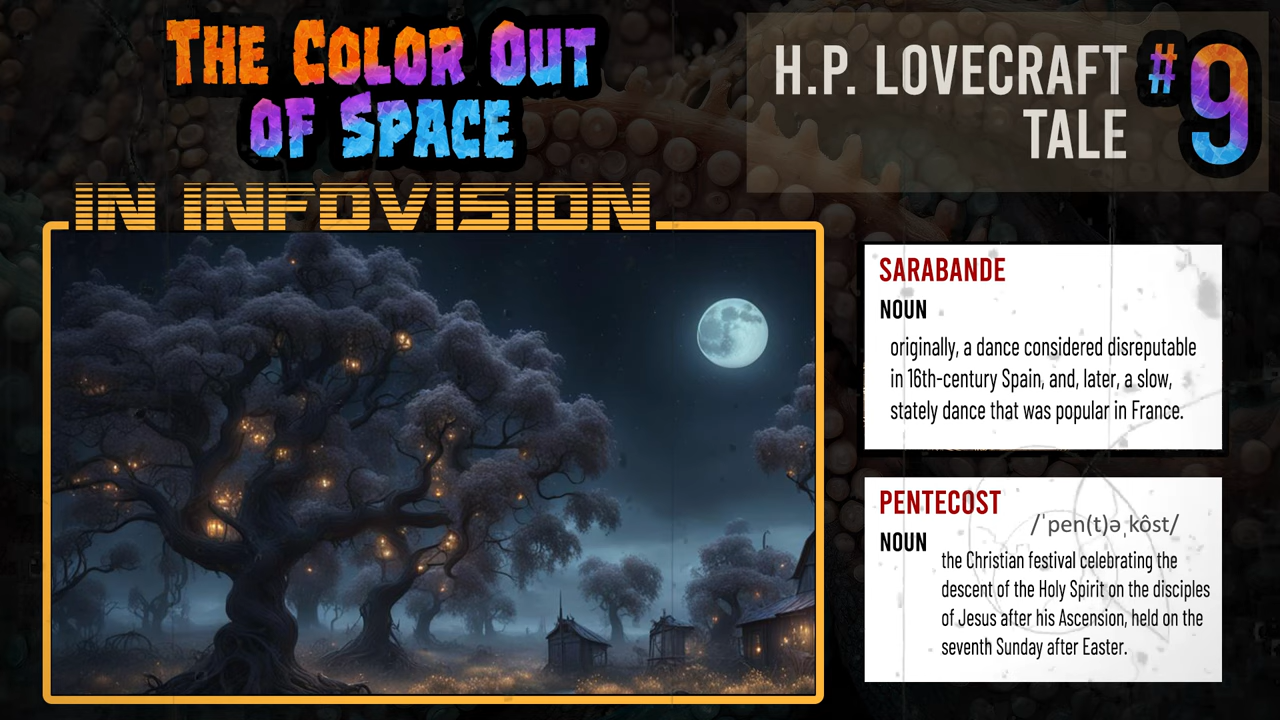 THE COLOR OUT
OF SPACE
IN INFOVISION
H.P. LOVECRAFT
TALE
#9
SARABANDE
NOUN
originally, a dance considered disreputable
in 16th-century Spain, and, later, a slow,
stately dance that was popular in France.
PENTECOST
/ˈpen(t)əˌkôst/
NOUN
the Christian festival celebrating the
descent of the Holy Spirit on the disciples
of Jesus after his Ascension, held on the
seventh Sunday after Easter.